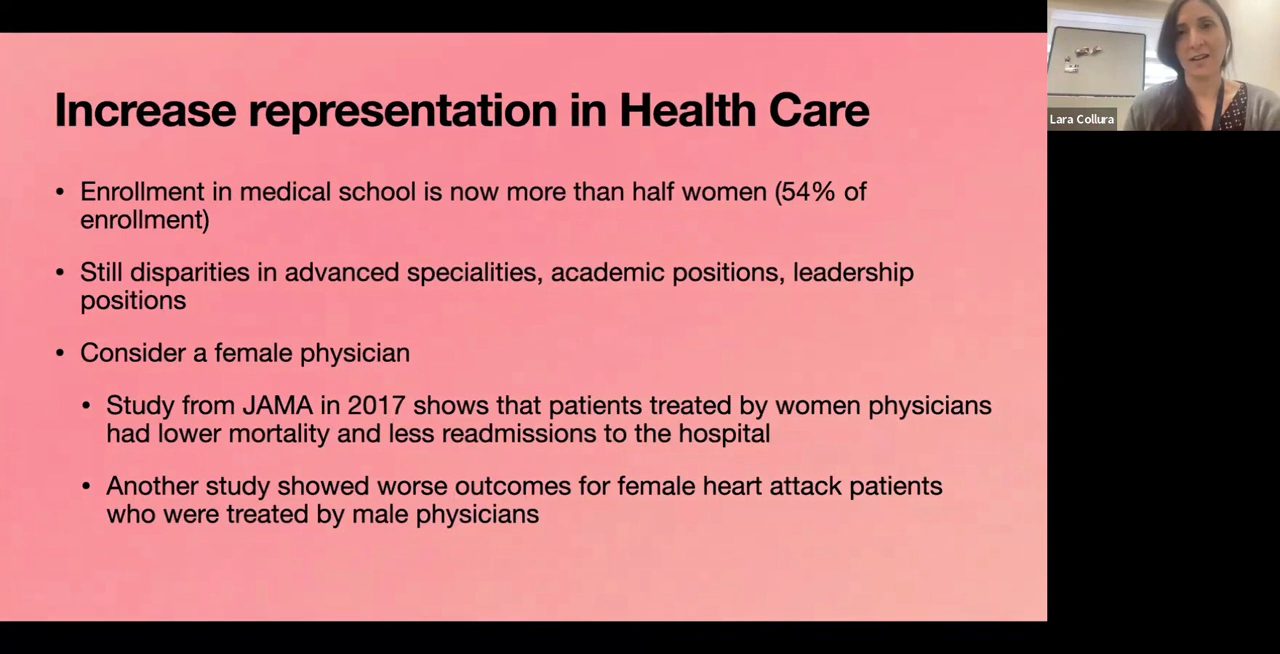 Increase representation in Health Care
• Enrollment in medical school is now more than half women (54% of
enrollment)
• Still disparities in advanced specialities, academic positions, leadership
positions
• Consider a female physician
• Study from JAMA in 2017 shows that patients treated by women physicians
had lower mortality and less readmissions to the hospital
• Another study showed worse outcomes for female heart attack patients
who were treated by male physicians
Lara Collura